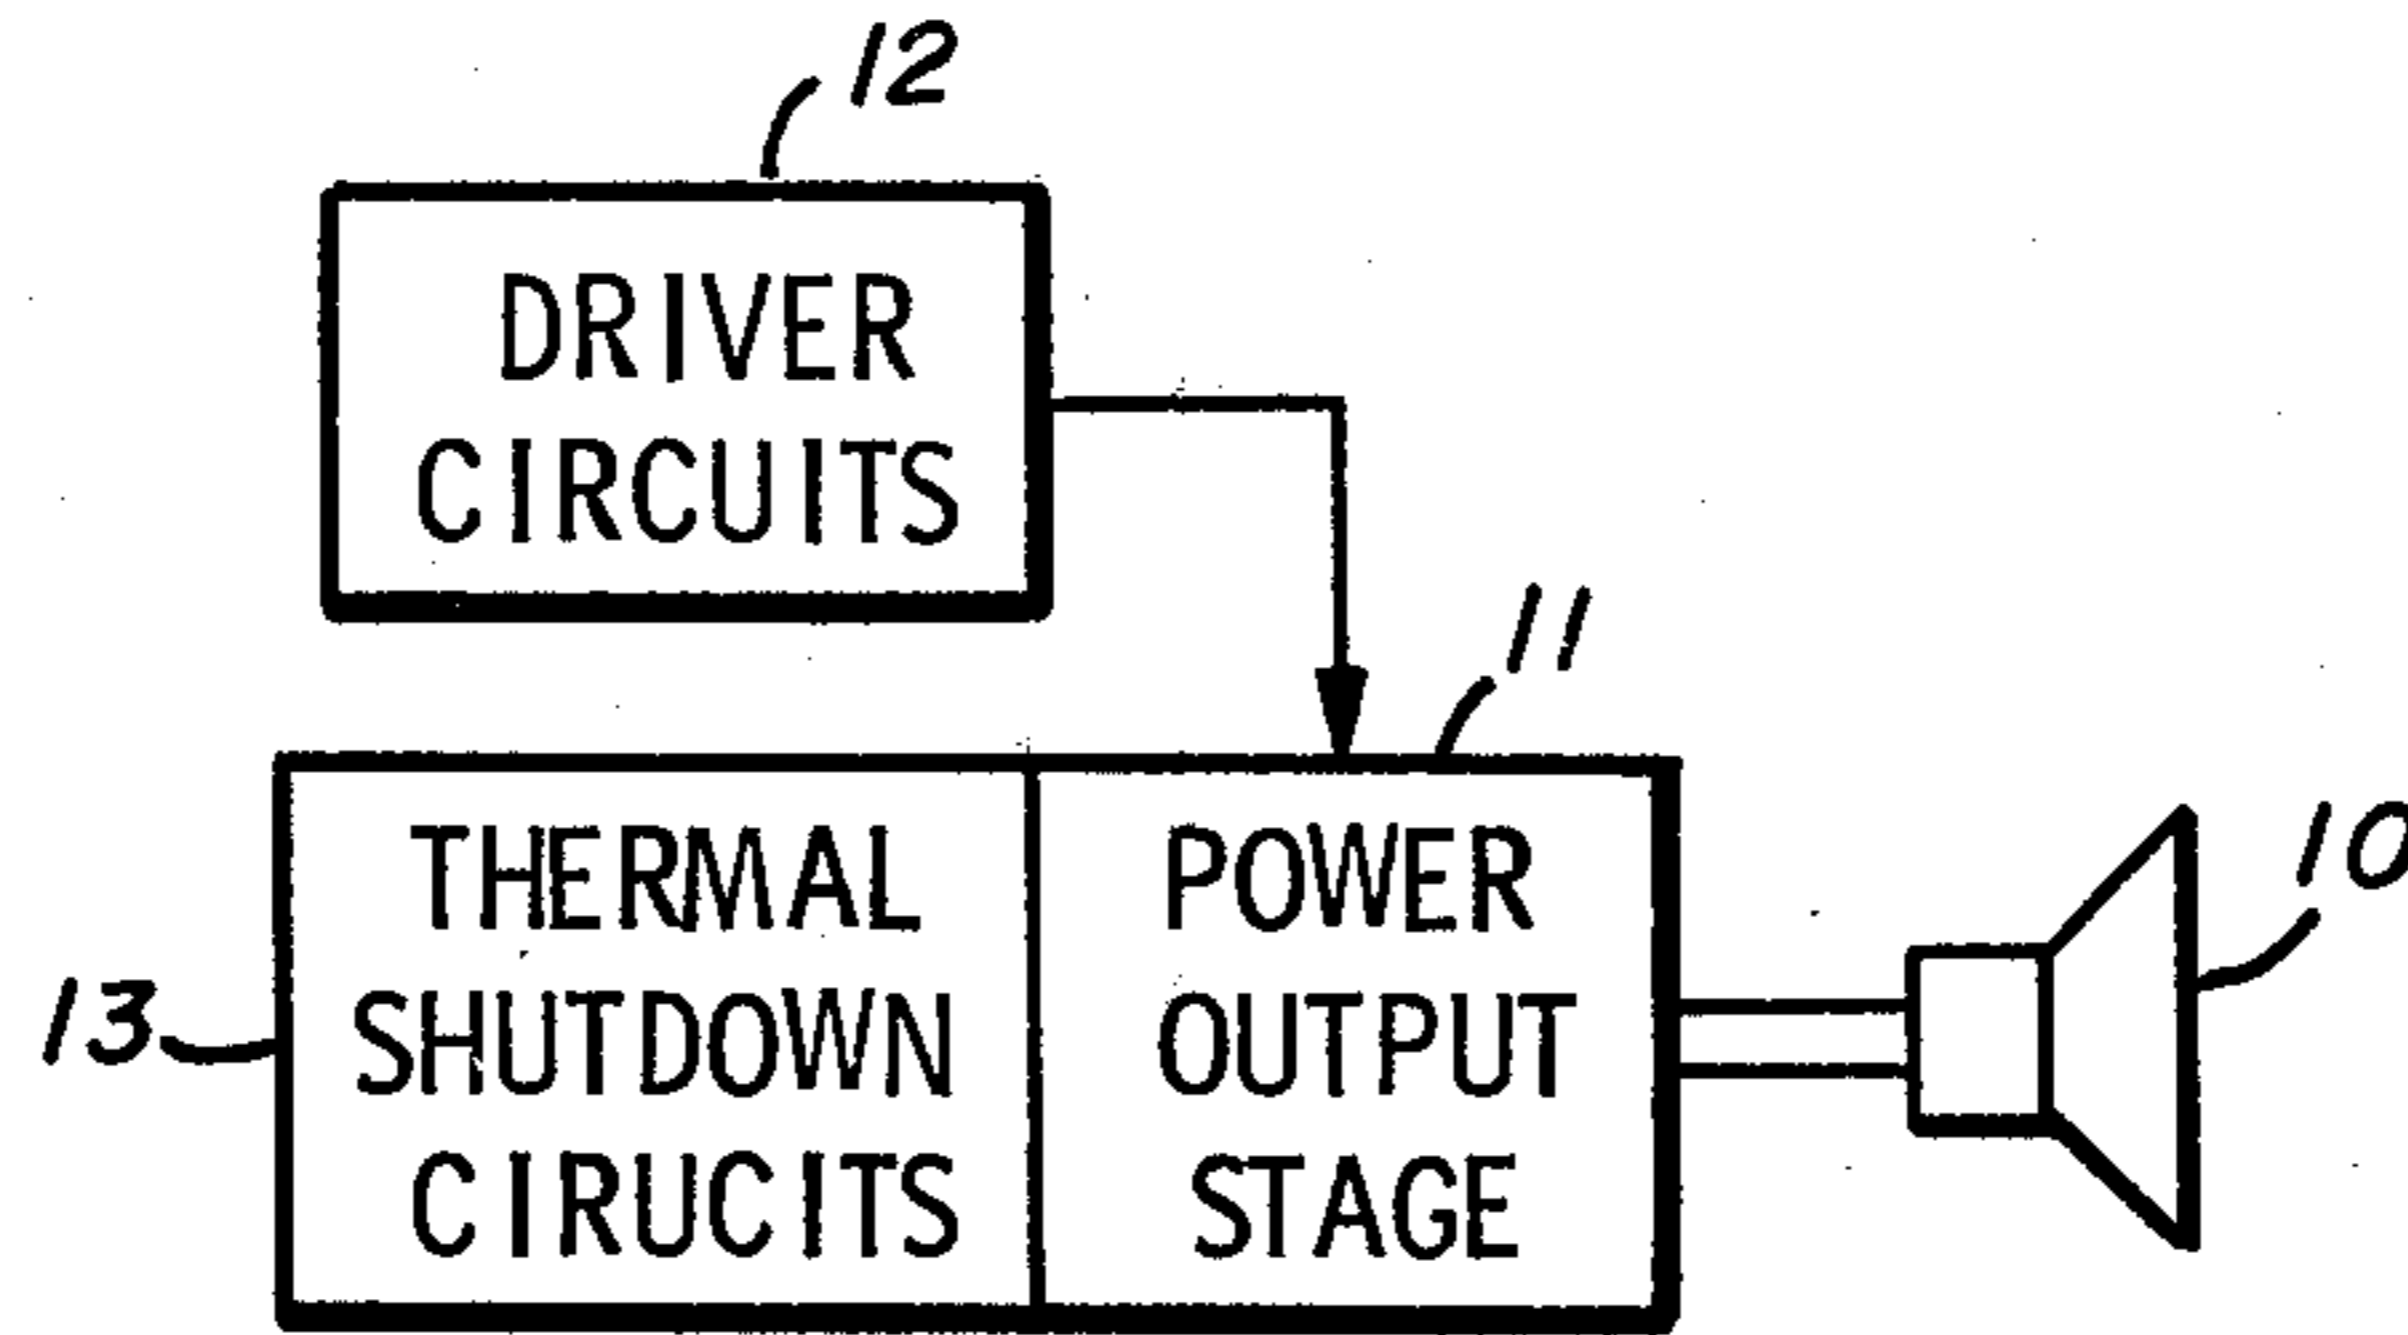 12
DRIVER
CIRCUITS
11
THERMAL
SHUTDOWN
CIRUCITS
POWER
OUTPUT
STAGE
10
13